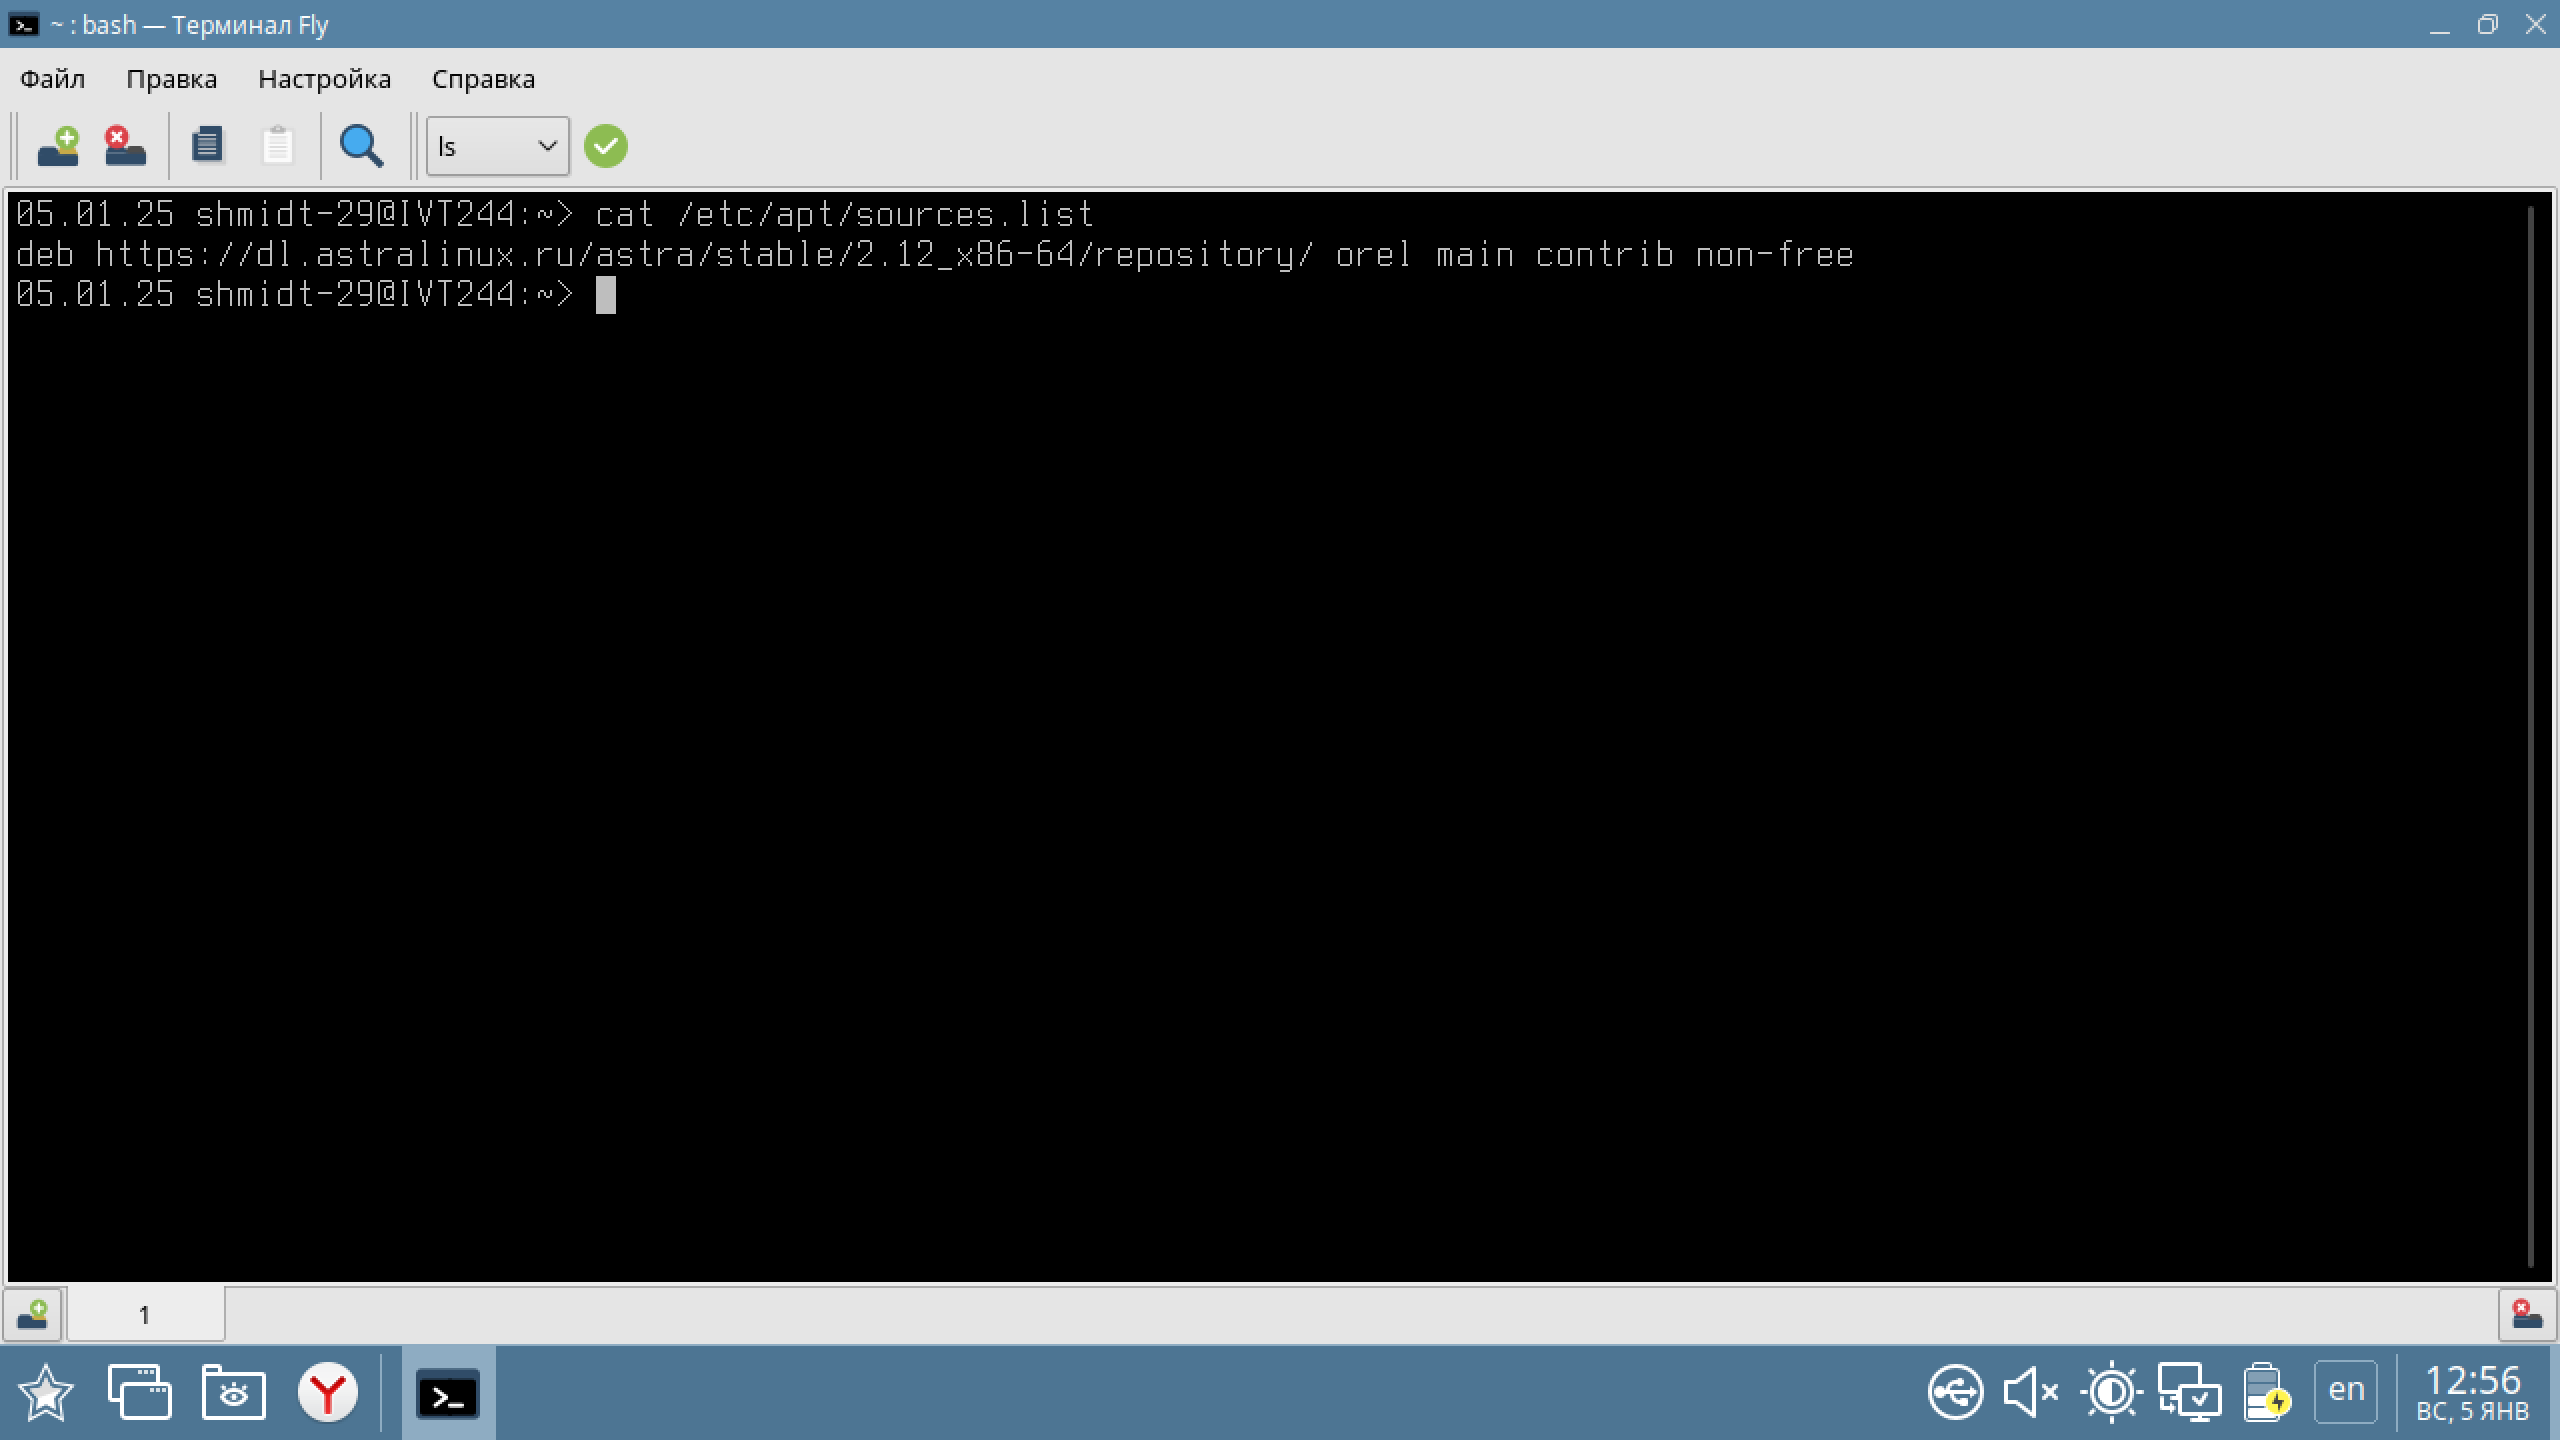 ~ : bash — Терминал Fly
Файл Правка Настройка Справка
ls
05.01.25 shmidt-29@IVT244:~> cat /etc/apt/sources.list
deb https://dl.astralinux.ru/astra/stable/2.12_x86-64/repository/ orel main contrib non-free
05.01.25 shmidt-29@IVT244:~>
1
en
12:56
ВС, 5 ЯНВ